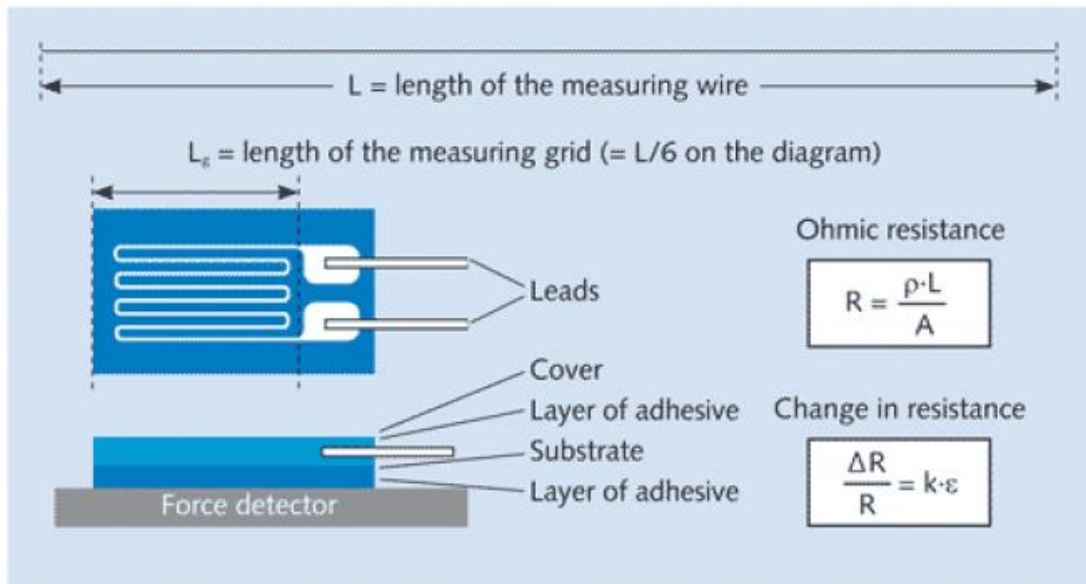 L = length of the measuring wire
Lg = length of the measuring grid (= L/6 on the diagram)
Ohmic resistance
R = ρ·L / A
Leads
Cover
Layer of adhesive
Substrate
Layer of adhesive
Force detector
Change in resistance
ΔR / R = k·ε